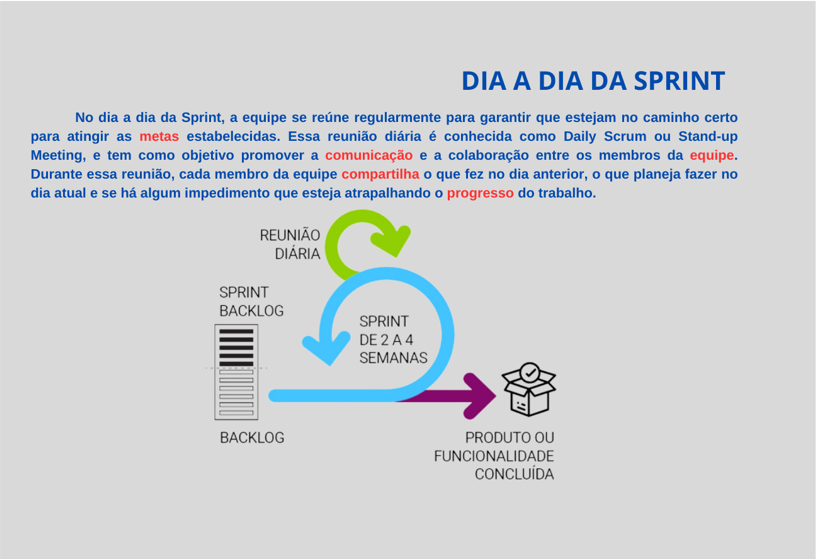 DIA A DIA DA SPRINT
No dia a dia da Sprint, a equipe se reúne regularmente para garantir que estejam no caminho certo
para atingir as metas estabelecidas. Essa reunião diária é conhecida como Daily Scrum ou Stand-up
Meeting, e tem como objetivo promover a comunicação e a colaboração entre os membros da equipe.
Durante essa reunião, cada membro da equipe compartilha o que fez no dia anterior, o que planeja fazer no
dia atual e se há algum impedimento que esteja atrapalhando o progresso do trabalho.
REUNIÃO
DIÁRIA
SPRINT
BACKLOG
SPRINT
DE 2 A 4
SEMANAS
BACKLOG
PRODUTO OU
FUNCIONALIDADE
CONCLUÍDA